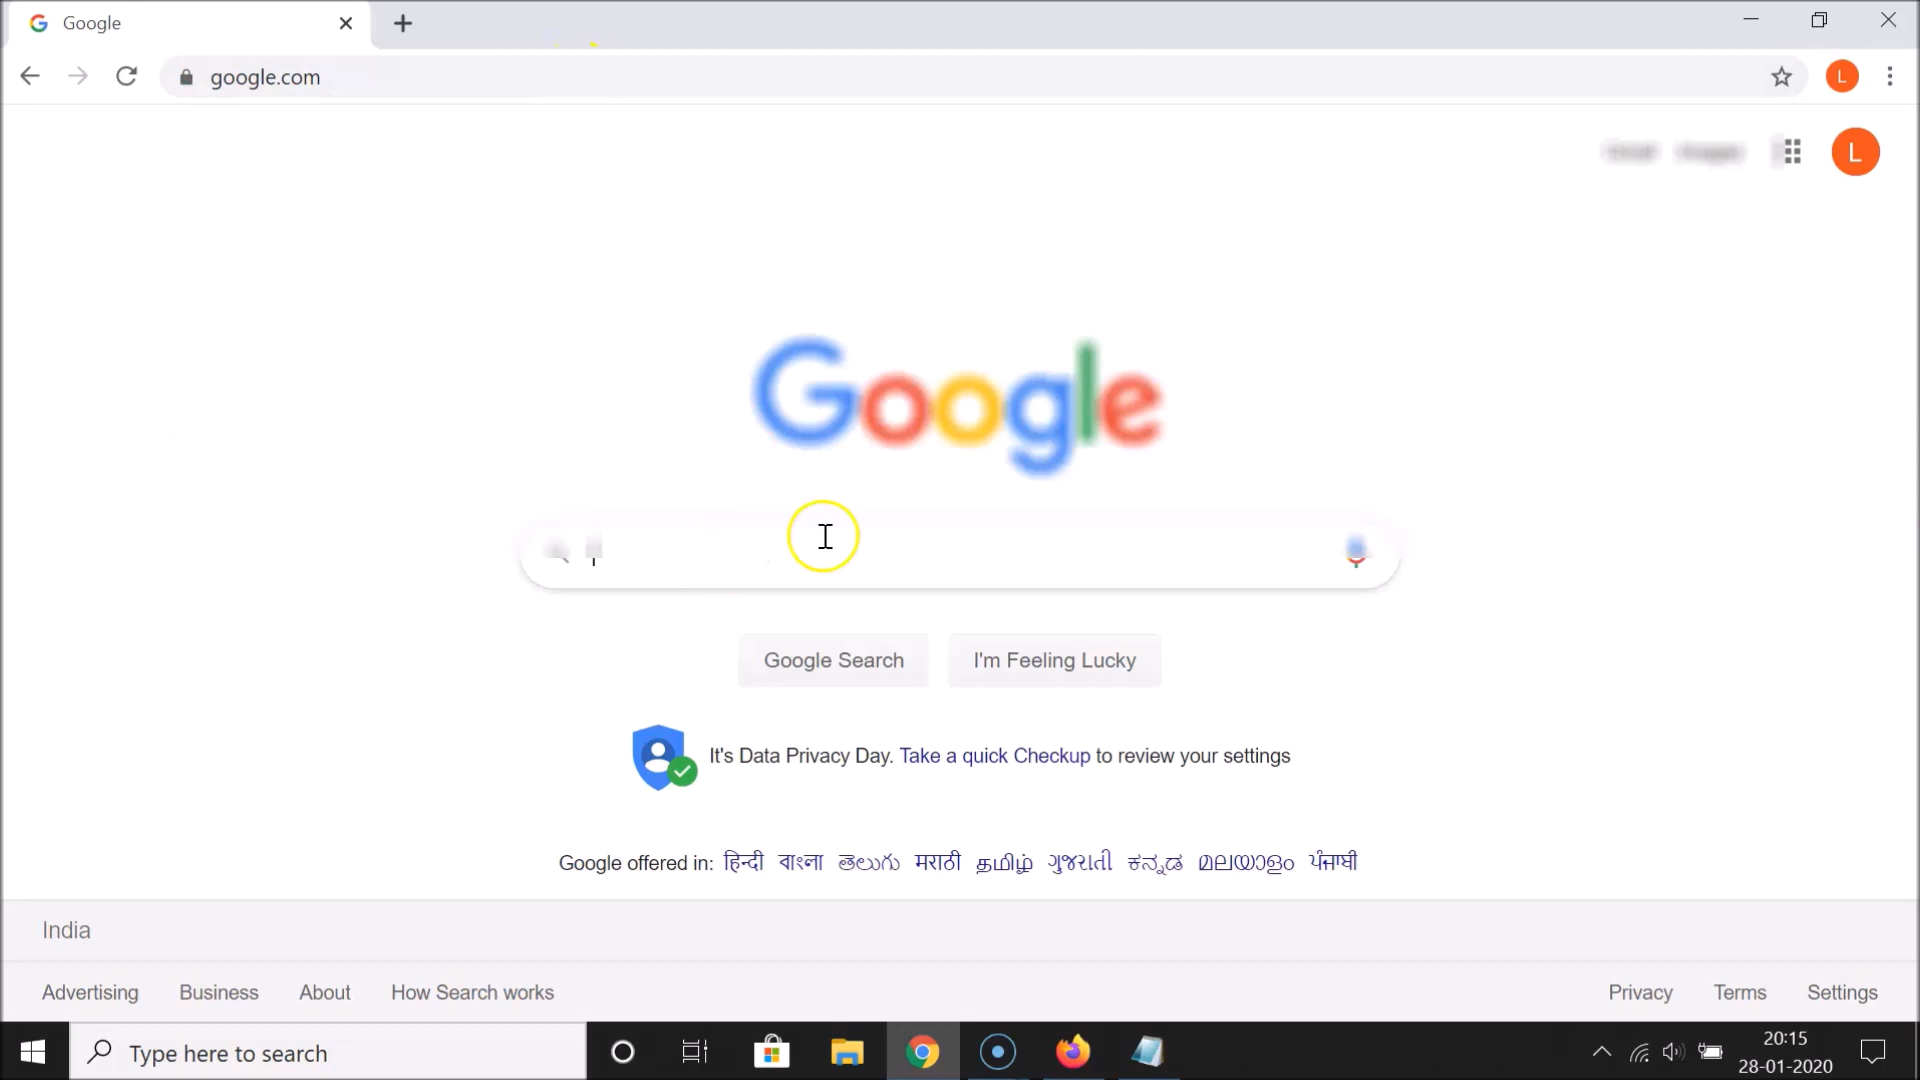 Google
google.com
L
Gmail Images
L
Google
Google Search I'm Feeling Lucky
It's Data Privacy Day. Take a quick Checkup to review your settings
Google offered in: हिन्दी বাংলা తెలుగు मराठी தமிழ் ગુજરાતી ಕನ್ನಡ മലയാളം ਪੰਜਾਬੀ
India
Advertising Business About How Search works Privacy Terms Settings
Type here to search
20:15
28-01-2020